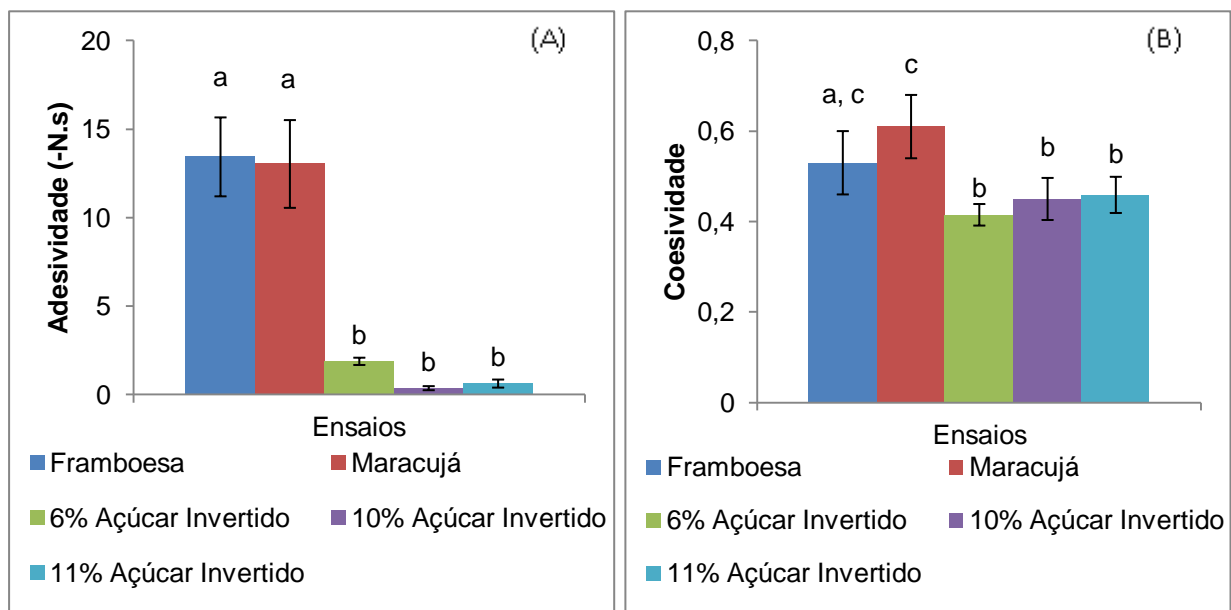 (A)
Adesividade (-N.s)
20
15
10
5
0
a
a
b
b
b
Ensaios
Framboesa
Maracujá
6% Açúcar Invertido
10% Açúcar Invertido
11% Açúcar Invertido
(B)
Coesividade
0,8
0,6
0,4
0,2
0
a, c
c
b
b
b
Ensaios
Framboesa
Maracujá
6% Açúcar Invertido
10% Açúcar Invertido
11% Açúcar Invertido